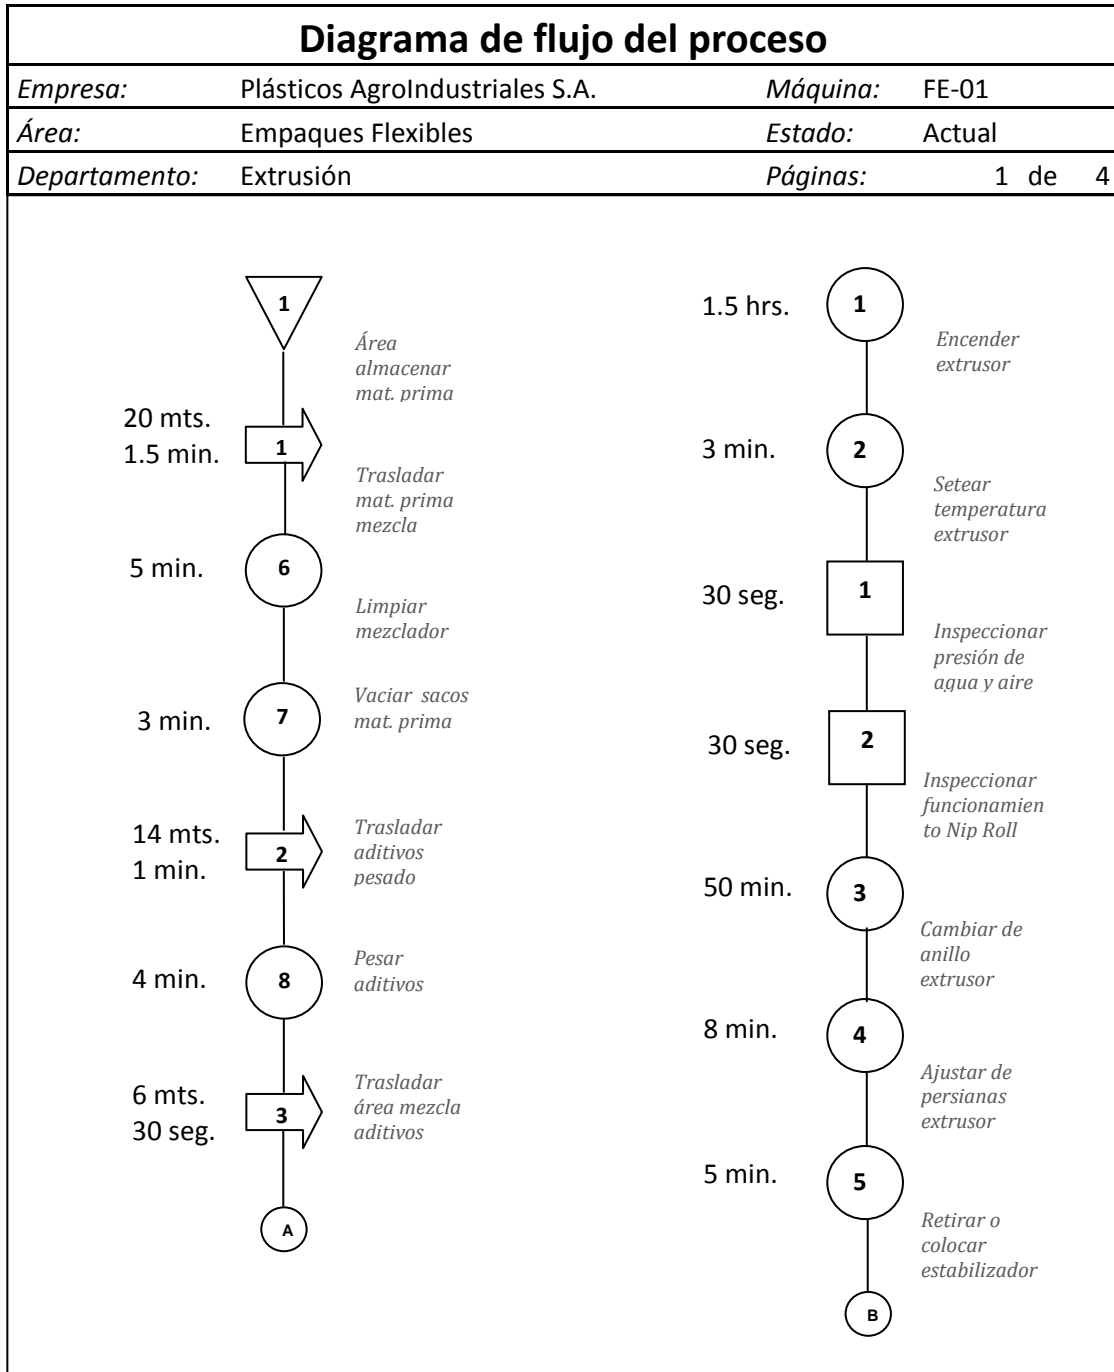 Diagrama de flujo del proceso
Empresa: Plásticos AgroIndustriales S.A. Máquina: FE-01
Área: Empaques Flexibles Estado: Actual
Departamento: Extrusión Páginas: 1 de 4
1
Área
almacenar
mat. prima
20 mts.
1.5 min.
1
Trasladar
mat. prima
mezcla
5 min.
6
Limpiar
mezclador
3 min.
7
Vaciar sacos
mat. prima
14 mts.
1 min.
2
Trasladar
aditivos
pesado
4 min.
8
Pesar
aditivos
6 mts.
30 seg.
3
Trasladar
área mezcla
aditivos
A
1.5 hrs.
1
Encender
extrusor
3 min.
2
Setear
temperatura
extrusor
30 seg.
1
Inspeccionar
presión de
agua y aire
30 seg.
2
Inspeccionar
funcionamien
to Nip Roll
50 min.
3
Cambiar de
anillo
extrusor
8 min.
4
Ajustar de
persianas
extrusor
5 min.
5
Retirar o
colocar
estabilizador
B